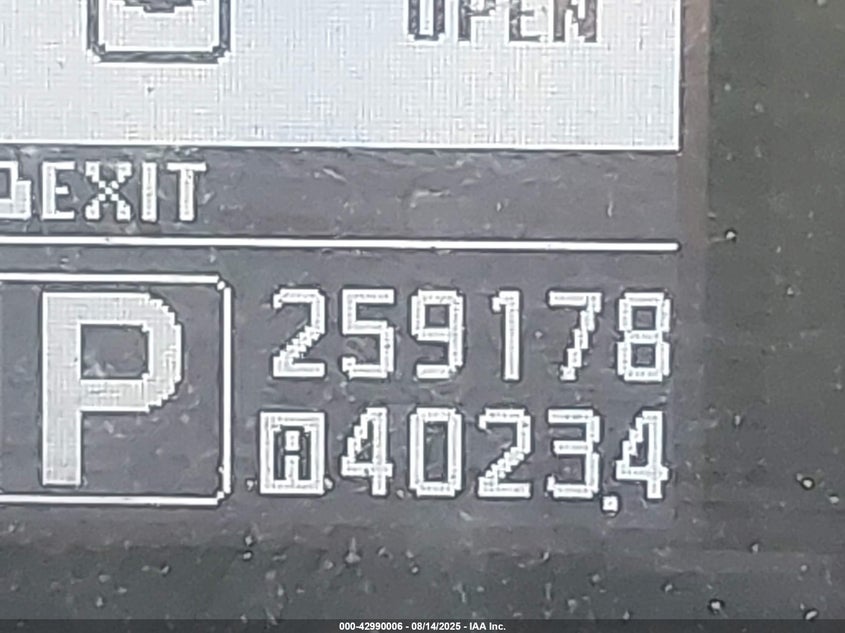 OPEN
EXIT
P
259178
A 4023.4
000-42990006 - 08/14/2025 - IAA Inc.